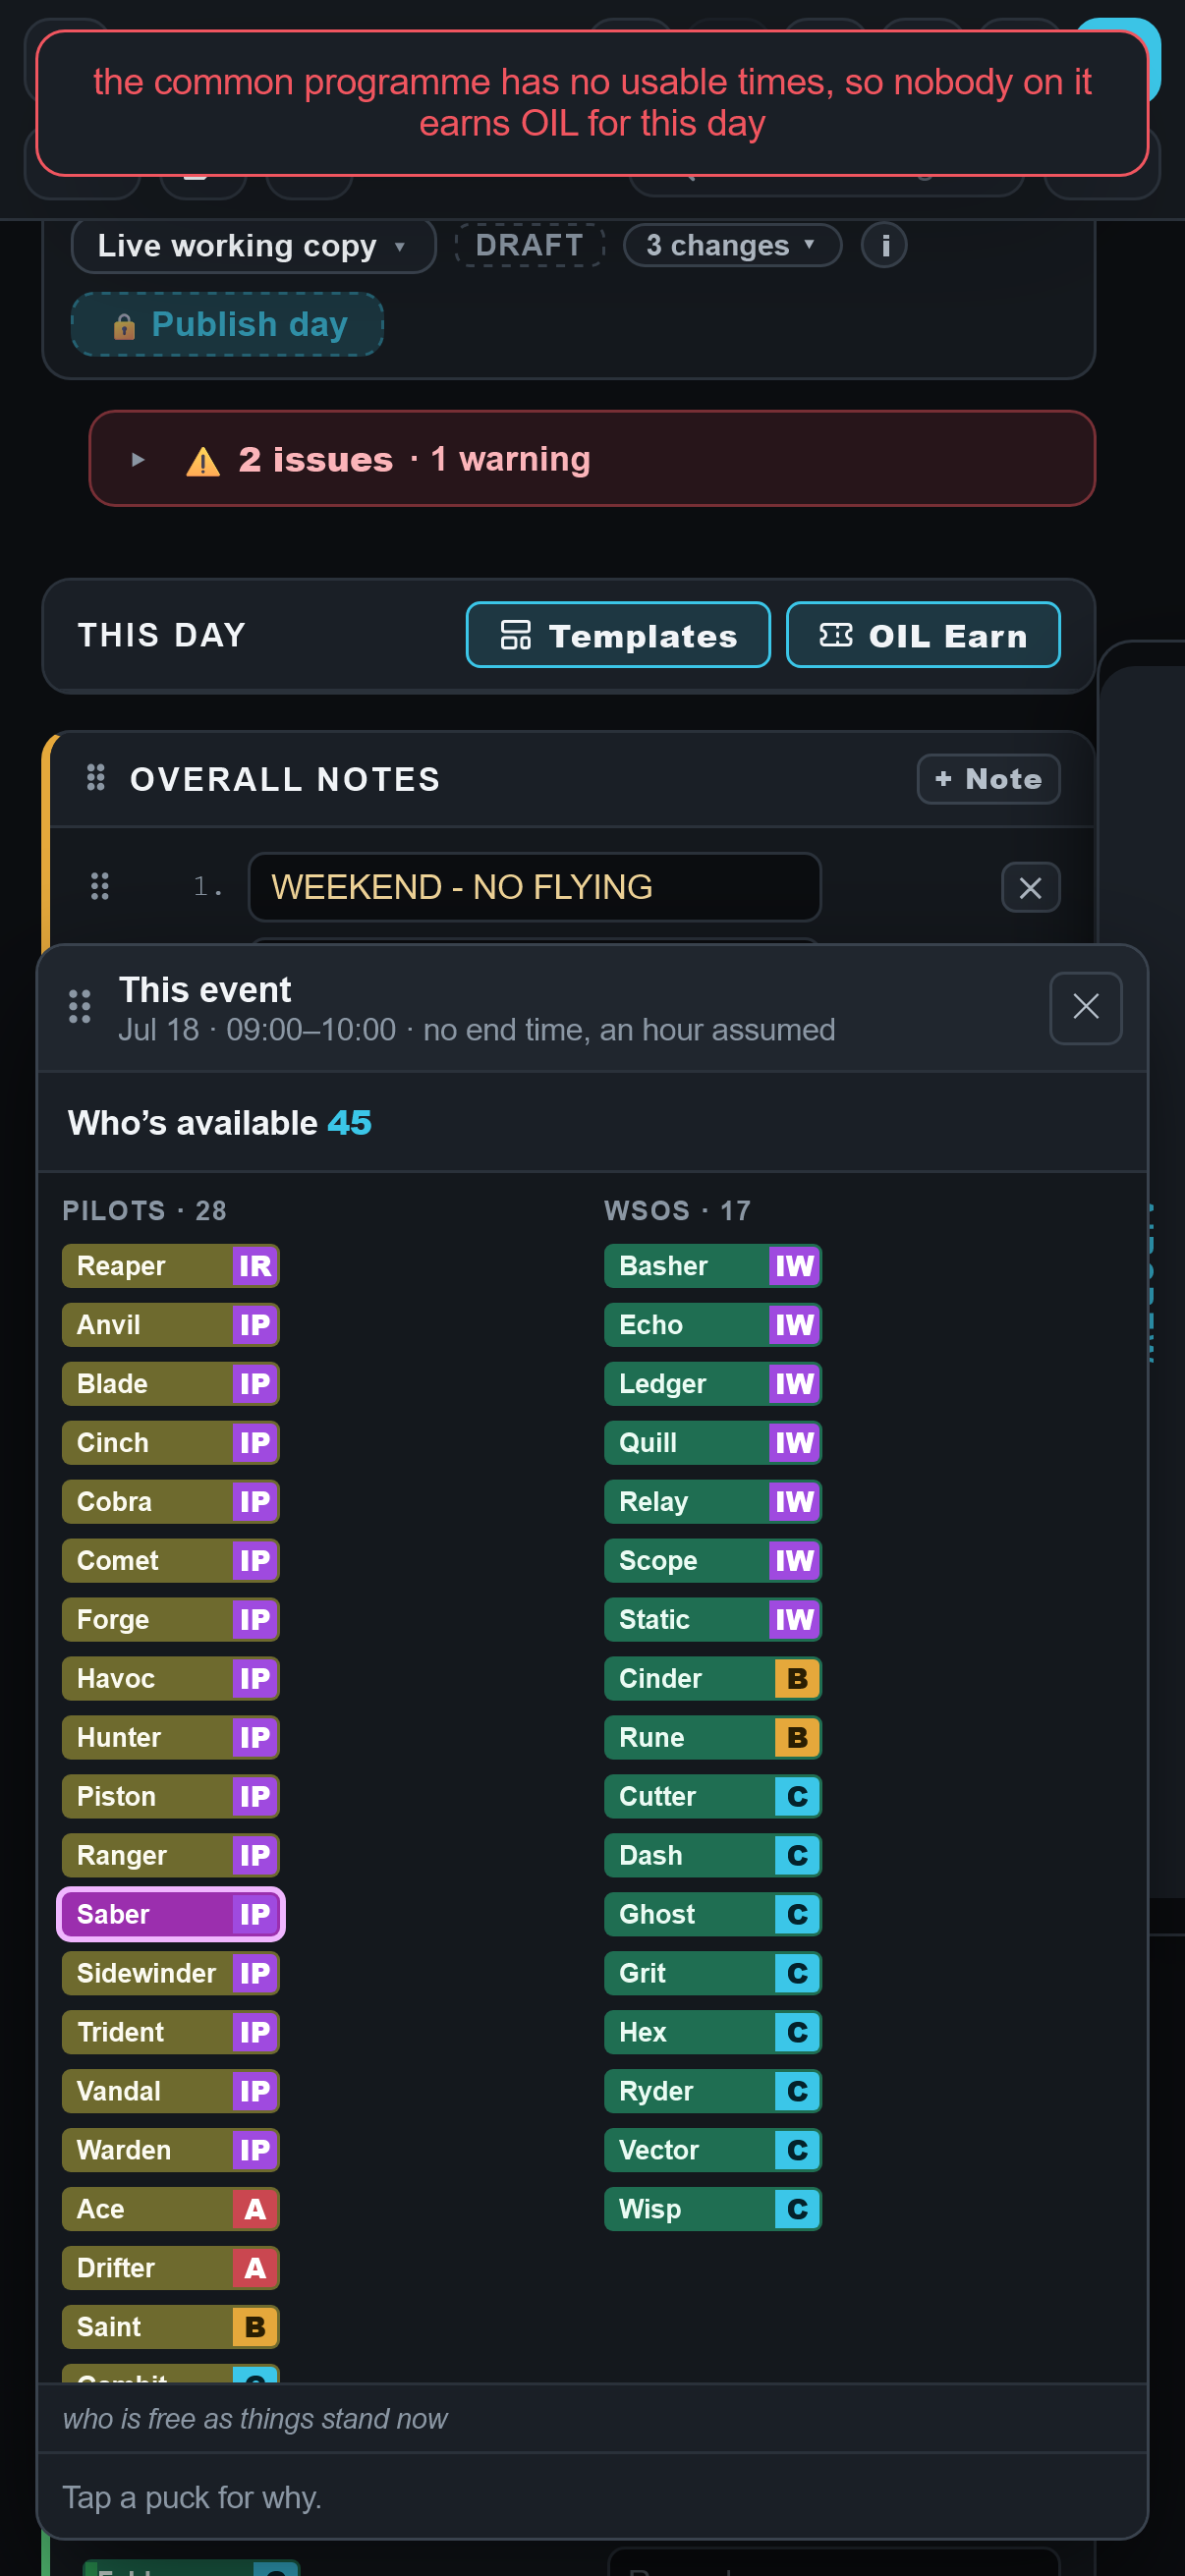 the common programme has no usable times, so nobody on it
earns OIL for this day
Live working copy ▾ DRAFT 3 changes ▾ i
Publish day
2 issues · 1 warning
THIS DAY Templates OIL Earn
OVERALL NOTES + Note
1. WEEKEND - NO FLYING
This event
Jul 18 · 09:00–10:00 · no end time, an hour assumed
Who’s available 45
PILOTS · 28 WSOS · 17
Reaper IR Basher IW
Anvil IP Echo IW
Blade IP Ledger IW
Cinch IP Quill IW
Cobra IP Relay IW
Comet IP Scope IW
Forge IP Static IW
Havoc IP Cinder B
Hunter IP Rune B
Piston IP Cutter C
Ranger IP Dash C
Saber IP Ghost C
Sidewinder IP Grit C
Trident IP Hex C
Vandal IP Ryder C
Warden IP Vector C
Ace A Wisp C
Drifter A
Saint B
who is free as things stand now
Tap a puck for why.